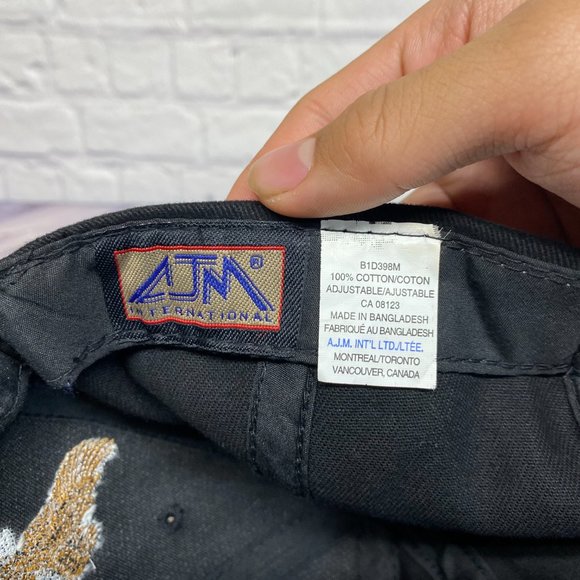 AJM®
INTERNATIONAL
B1D398M
100% COTTON/COTON
ADJUSTABLE/AJUSTABLE
CA 08123
MADE IN BANGLADESH
FABRIQUÉ AU BANGLADESH
A.J.M. INT'L LTD./LTÉE.
MONTREAL/TORONTO
VANCOUVER, CANADA